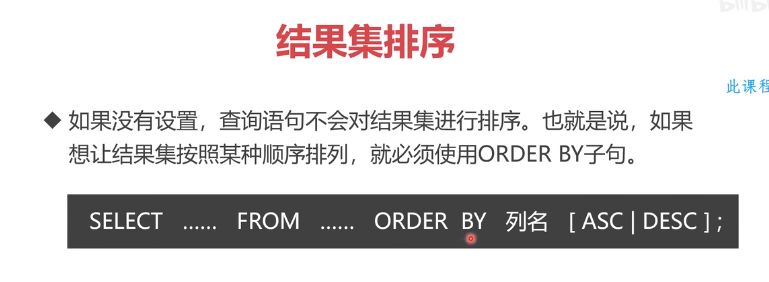 结果集排序
此课程
◆ 如果没有设置，查询语句不会对结果集进行排序。也就是说，如果
想让结果集按照某种顺序排列，就必须使用ORDER BY子句。
SELECT …… FROM …… ORDER BY 列名 [ ASC | DESC ] ;